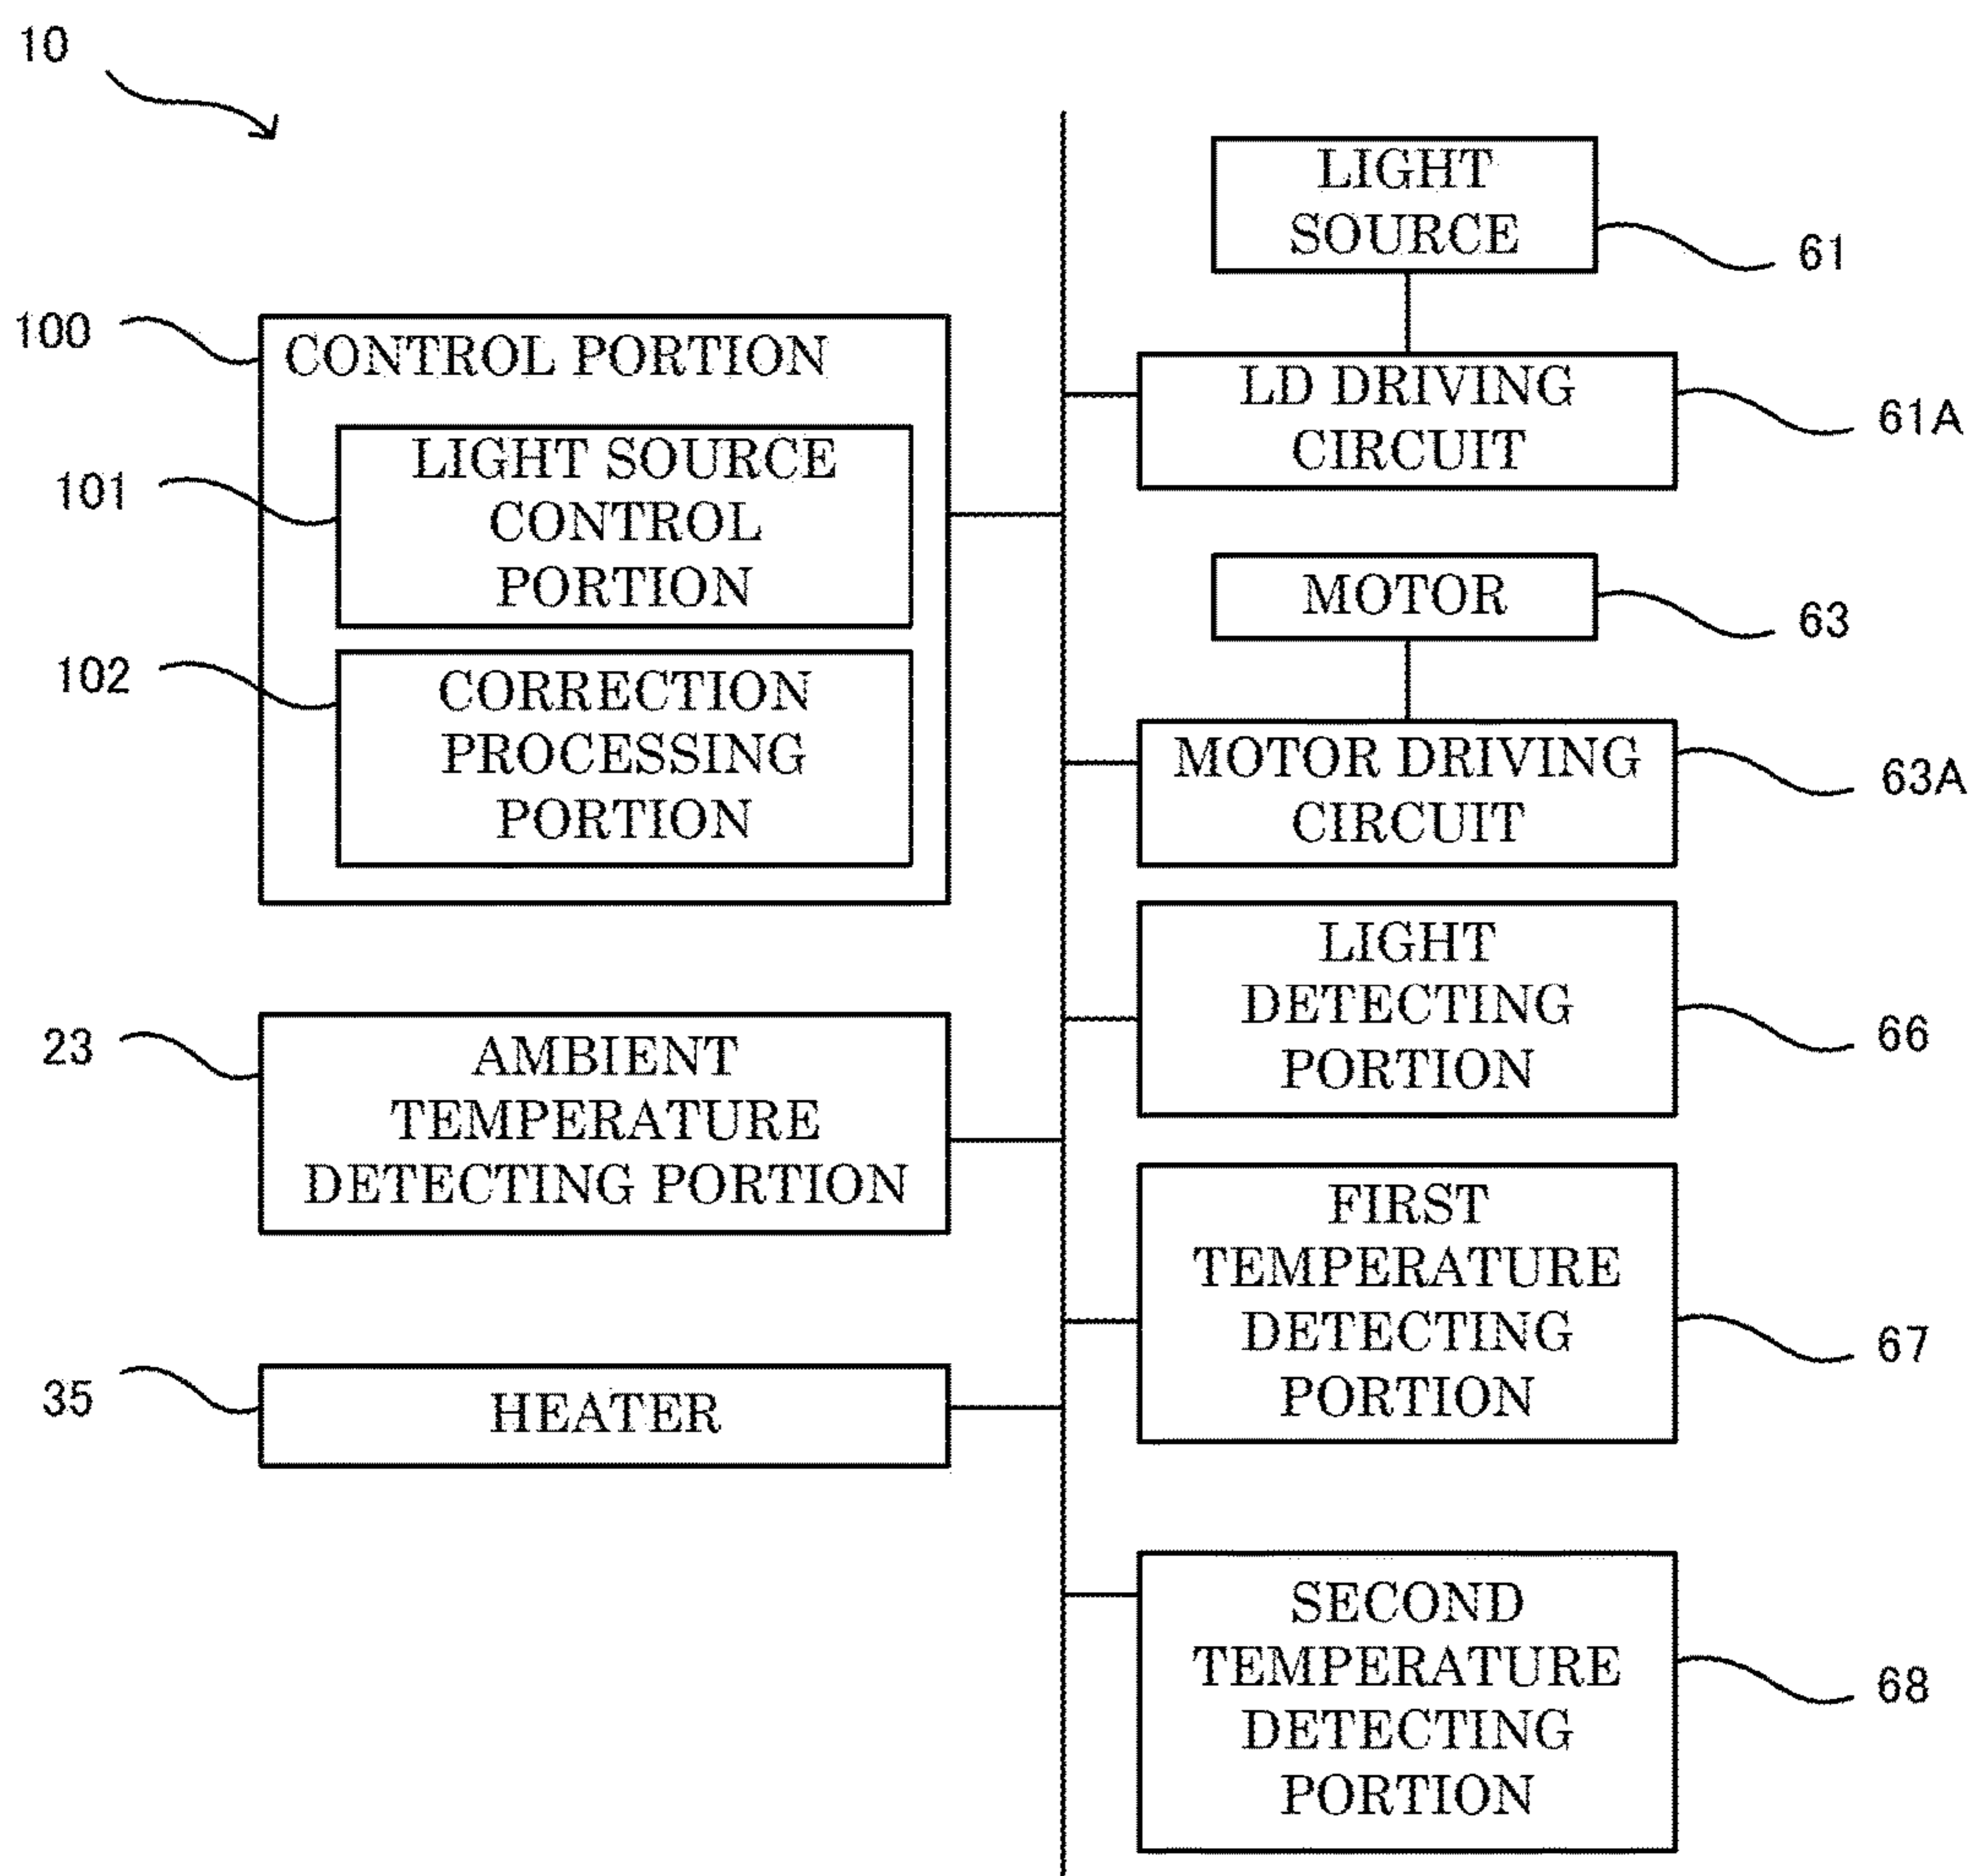 10
100
CONTROL PORTION
101
LIGHT SOURCE
CONTROL
PORTION
102
CORRECTION
PROCESSING
PORTION
23
AMBIENT
TEMPERATURE
DETECTING PORTION
35
HEATER
LIGHT
SOURCE
61
LD DRIVING
CIRCUIT
61A
MOTOR
63
MOTOR DRIVING
CIRCUIT
63A
LIGHT
DETECTING
PORTION
66
FIRST
TEMPERATURE
DETECTING
PORTION
67
SECOND
TEMPERATURE
DETECTING
PORTION
68